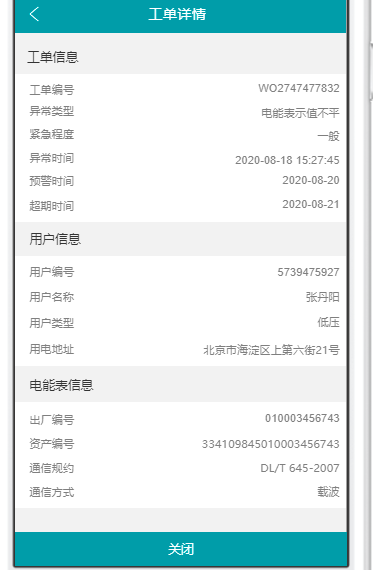 工单详情
工单信息
工单编号 WO2747477832
异常类型 电能表示值不平
紧急程度 一般
异常时间 2020-08-18 15:27:45
预警时间 2020-08-20
超期时间 2020-08-21
用户信息
用户编号 5739475927
用户名称 张丹阳
用户类型 低压
用电地址 北京市海淀区上第六街21号
电能表信息
出厂编号 010003456743
资产编号 334109845010003456743
通信规约 DL/T 645-2007
通信方式 载波
关闭